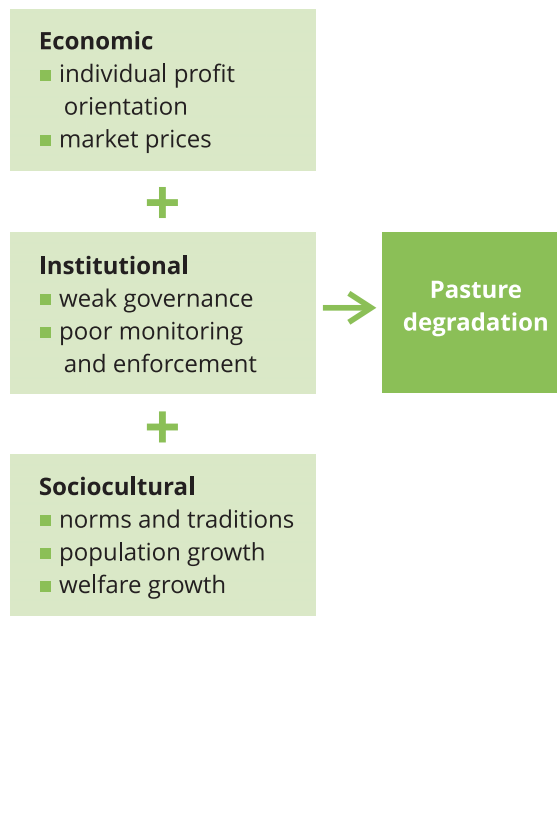 Economic
individual profit
orientation
market prices
+
Institutional
weak governance
poor monitoring
and enforcement
Pasture
degradation
+
Sociocultural
norms and traditions
population growth
welfare growth